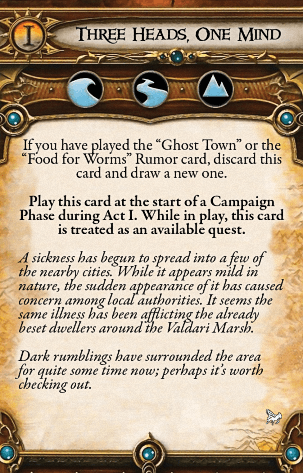 I
Three Heads, One Mind
If you have played the “Ghost Town” or the
“Food for Worms” Rumor card, discard this
card and draw a new one.
Play this card at the start of a Campaign
Phase during Act I. While in play, this card
is treated as an available quest.
A sickness has begun to spread into a few of
the nearby cities. While it appears mild in
nature, the sudden appearance of it has caused
concern among local authorities. It seems the
same illness has been afflicting the already
beset dwellers around the Valdari Marsh.
Dark rumblings have surrounded the area
for quite some time now; perhaps it’s worth
checking out.